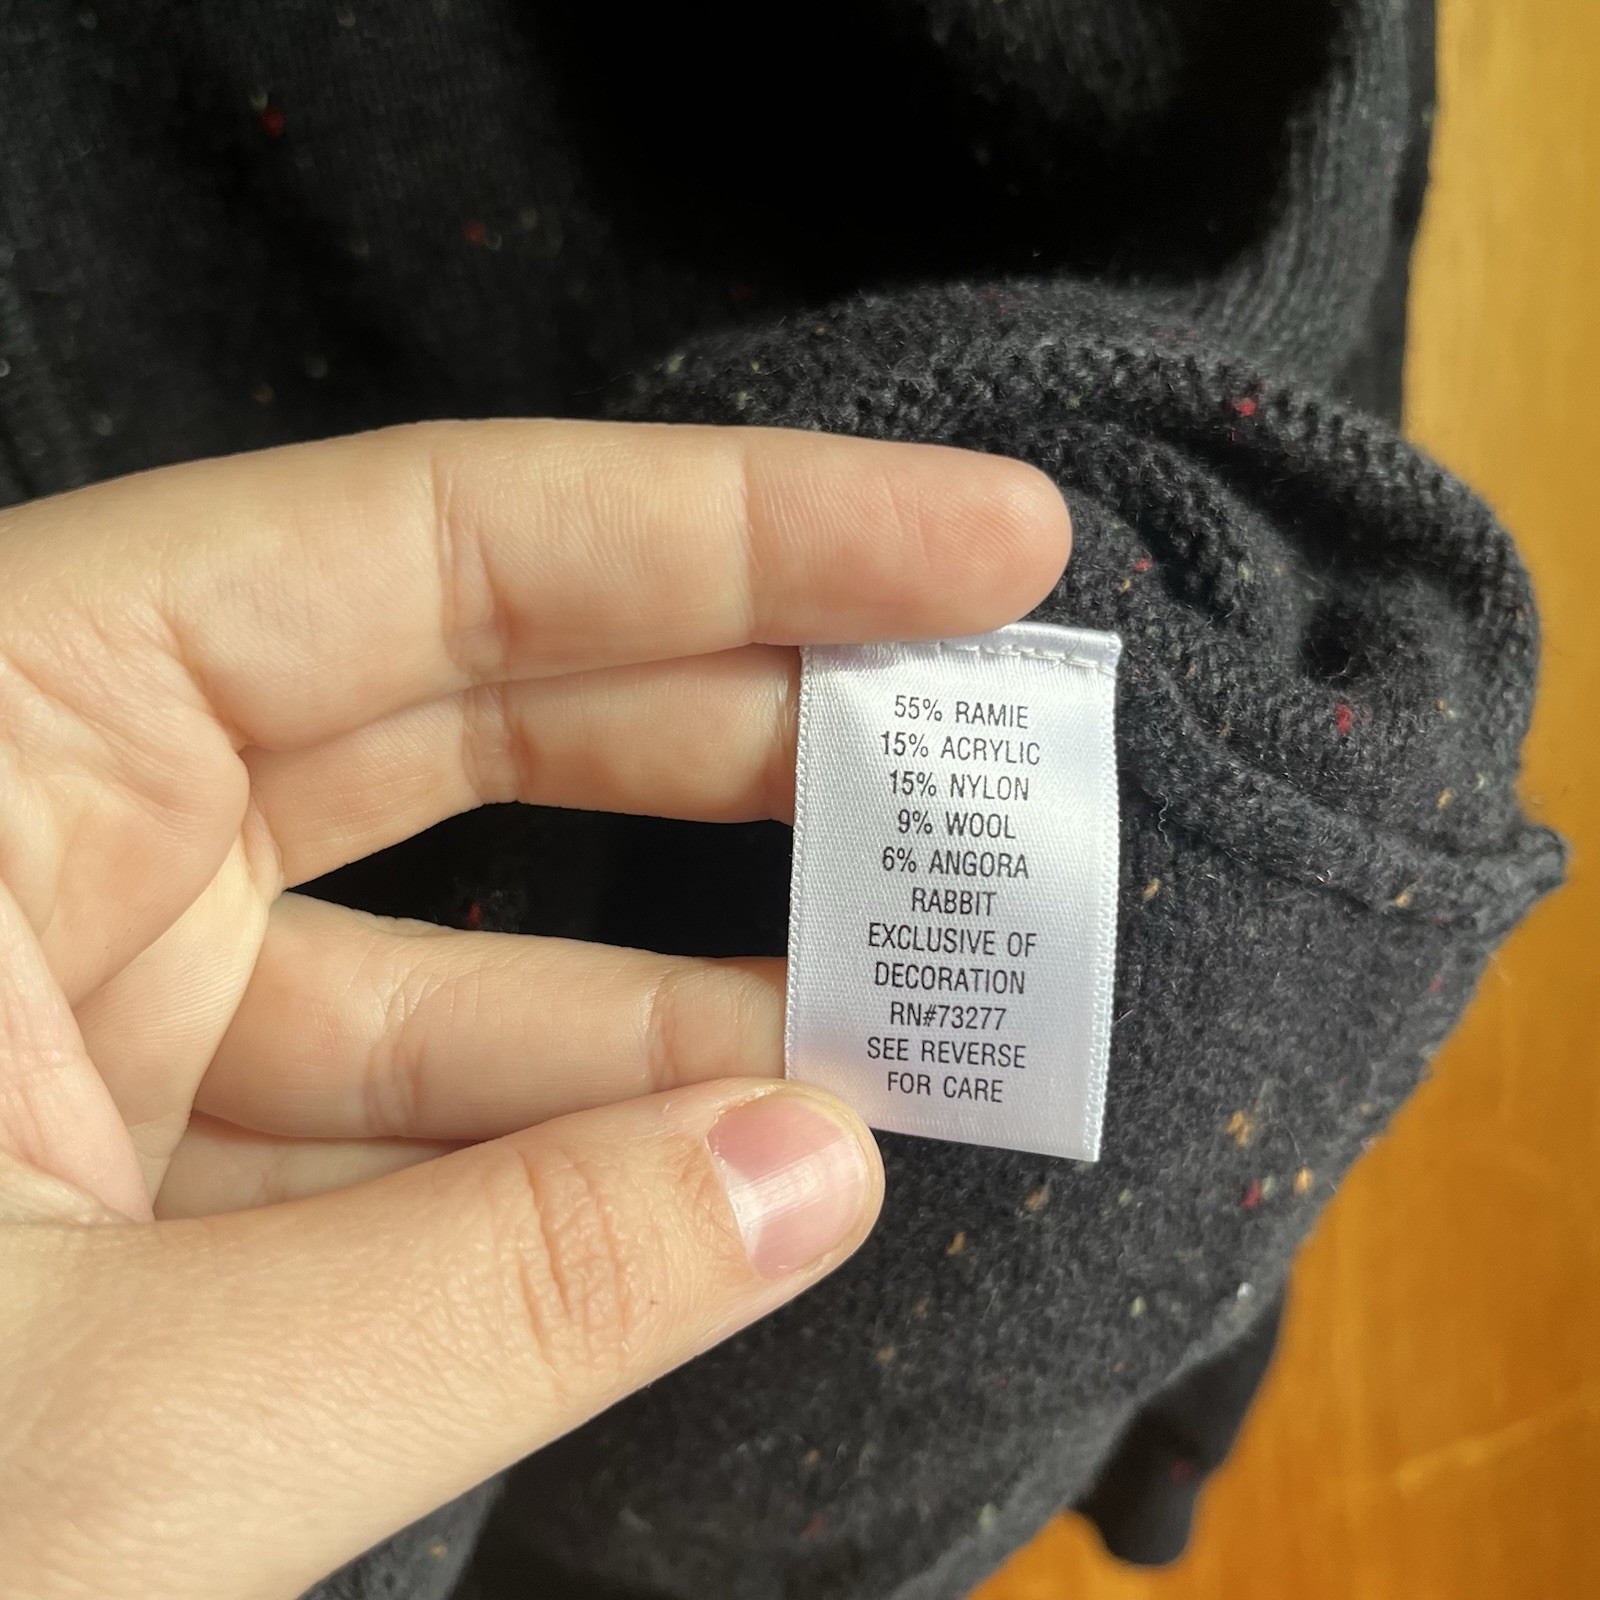 55% RAMIE
15% ACRYLIC
15% NYLON
9% WOOL
6% ANGORA
RABBIT
EXCLUSIVE OF
DECORATION
RN#73277
SEE REVERSE
FOR CARE